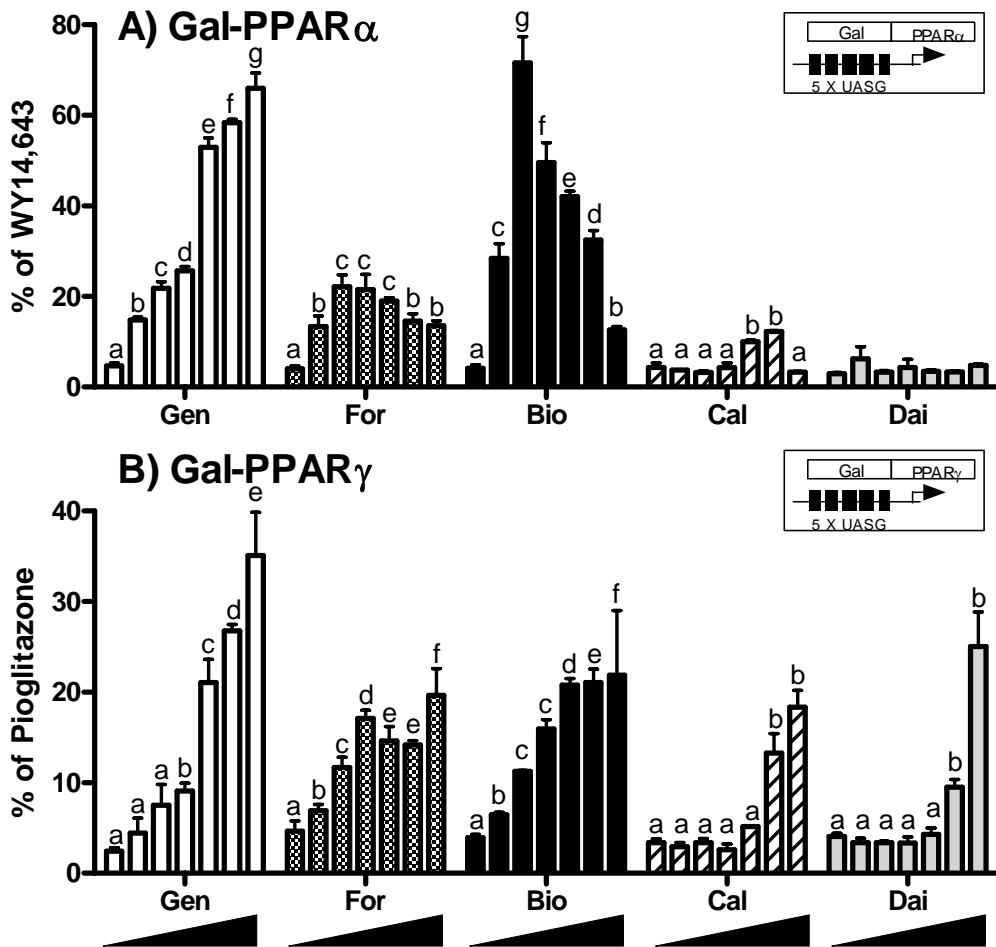 A) Gal-PPARα
Gal PPARα
5 X UASG
% of WY14,643
80
60
40
20
0
a b c d e f g
a b c c c b b
a c g f e d b
a a a a b b a
Gen For Bio Cal Dai
B) Gal-PPARγ
Gal PPARγ
5 X UASG
% of Pioglitazone
40
30
20
10
0
a a a b c d e
a b c d e e f
a b c c d e f
a a a a a b b
a a a a a b b
Gen For Bio Cal Dai